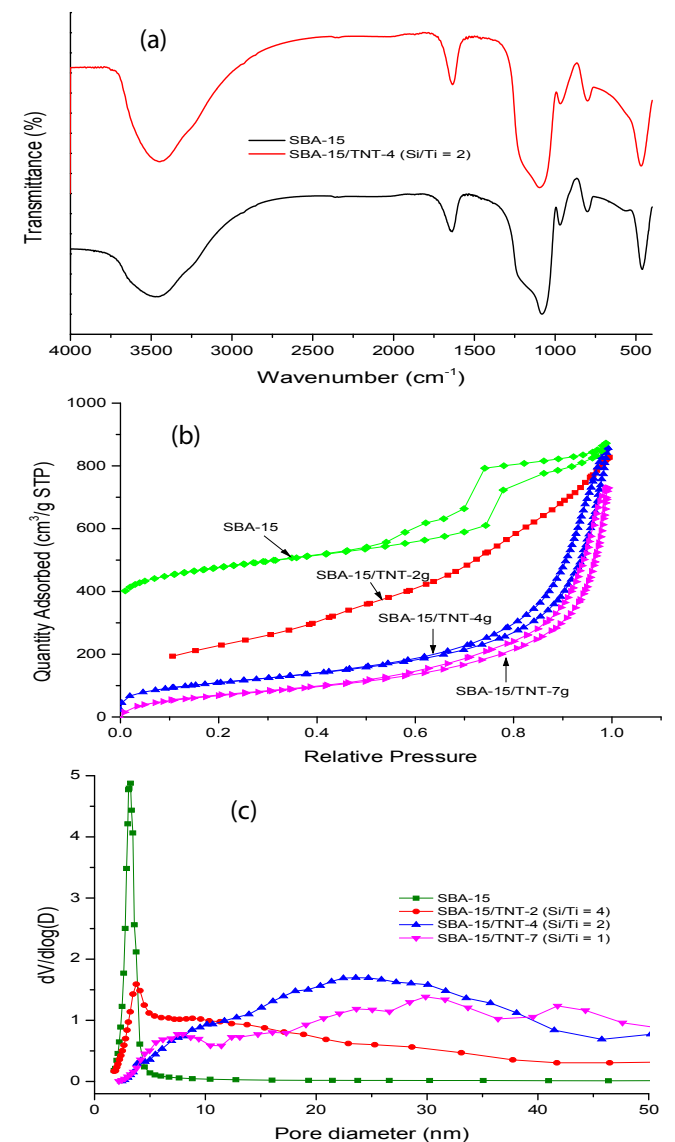 (a)
Transmittance (%)
SBA-15
SBA-15/TNT-4 (Si/Ti = 2)
4000 3500 3000 2500 2000 1500 1000 500
Wavenumber (cm-1)
(b)
Quantity Adsorbed (cm3/g STP)
1000
800
600
400
200
0
SBA-15
SBA-15/TNT-2g
SBA-15/TNT-4g
SBA-15/TNT-7g
0.0 0.2 0.4 0.6 0.8 1.0
Relative Pressure
(c)
dV/dlog(D)
5
4
3
2
1
0
SBA-15
SBA-15/TNT-2 (Si/Ti = 4)
SBA-15/TNT-4 (Si/Ti = 2)
SBA-15/TNT-7 (Si/Ti = 1)
0 10 20 30 40 50
Pore diameter (nm)